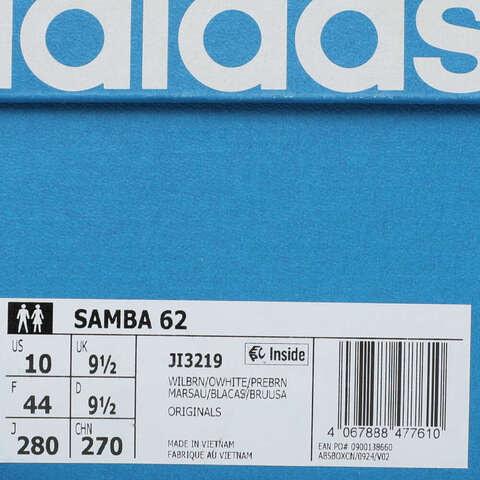 adidas
SAMBA 62
US UK
10 9½
F D
44 9½
J CHN
280 270
JI3219 Inside
WILBRN/OWHITE/PREBRN
MARSAU/BLACAS/BRUUSA
ORIGINALS
MADE IN VIETNAM
FABRIQUE AU VIETNAM
4 067888 477610
EAN PO# 0900138660
ABSBOXCN/0924/V02